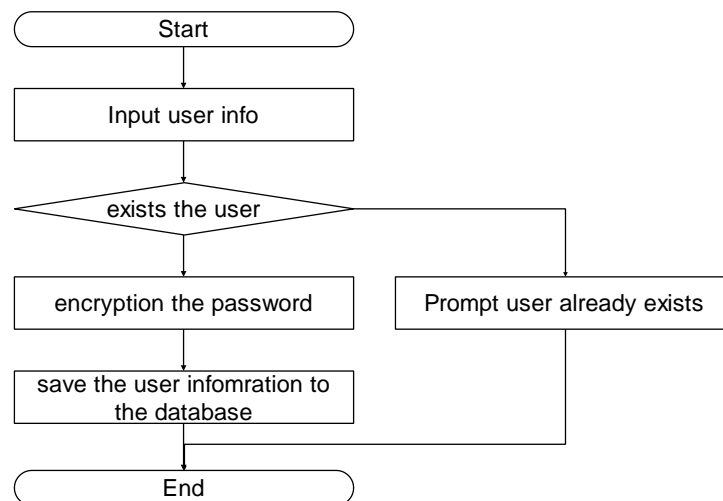 Start
Input user info
exists the user
encryption the password
Prompt user already exists
save the user infomration to
the database
End